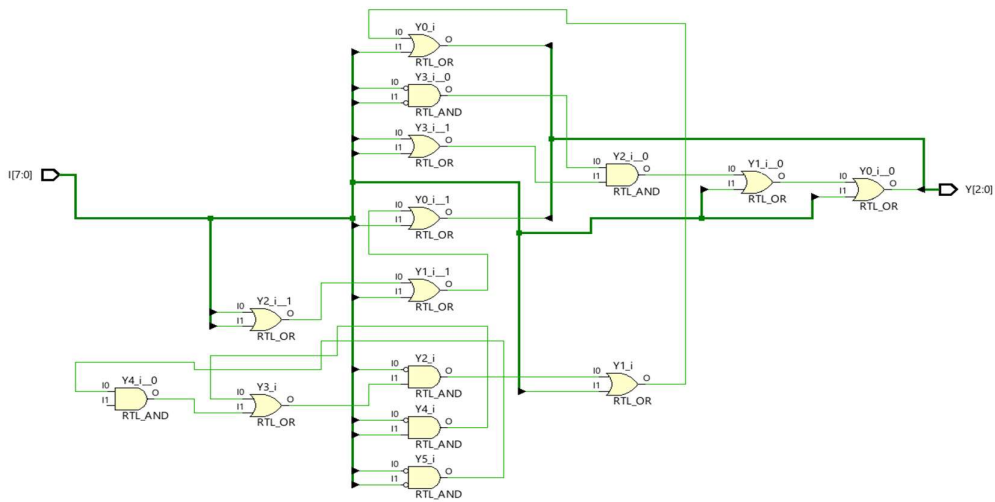 Y0_i
I0
O
I1
RTL_OR
Y3_i__0
I0
O
I1
RTL_AND
Y3_i__1
I0
O
I1
RTL_OR
Y2_i__0
I0
O
I1
RTL_AND
Y1_i__0
I0
O
I1
RTL_OR
Y0_i__0
I0
O
I1
RTL_OR
I[7:0]
Y[2:0]
Y0_i__1
I0
O
I1
RTL_OR
Y1_i__1
I0
O
I1
RTL_OR
Y2_i__1
I0
O
I1
RTL_OR
Y4_i__0
I0
O
I1
RTL_AND
Y3_i
I0
O
I1
RTL_OR
Y2_i
I0
O
I1
RTL_AND
Y1_i
I0
O
I1
RTL_OR
Y4_i
I0
O
I1
RTL_AND
Y5_i
I0
O
I1
RTL_AND